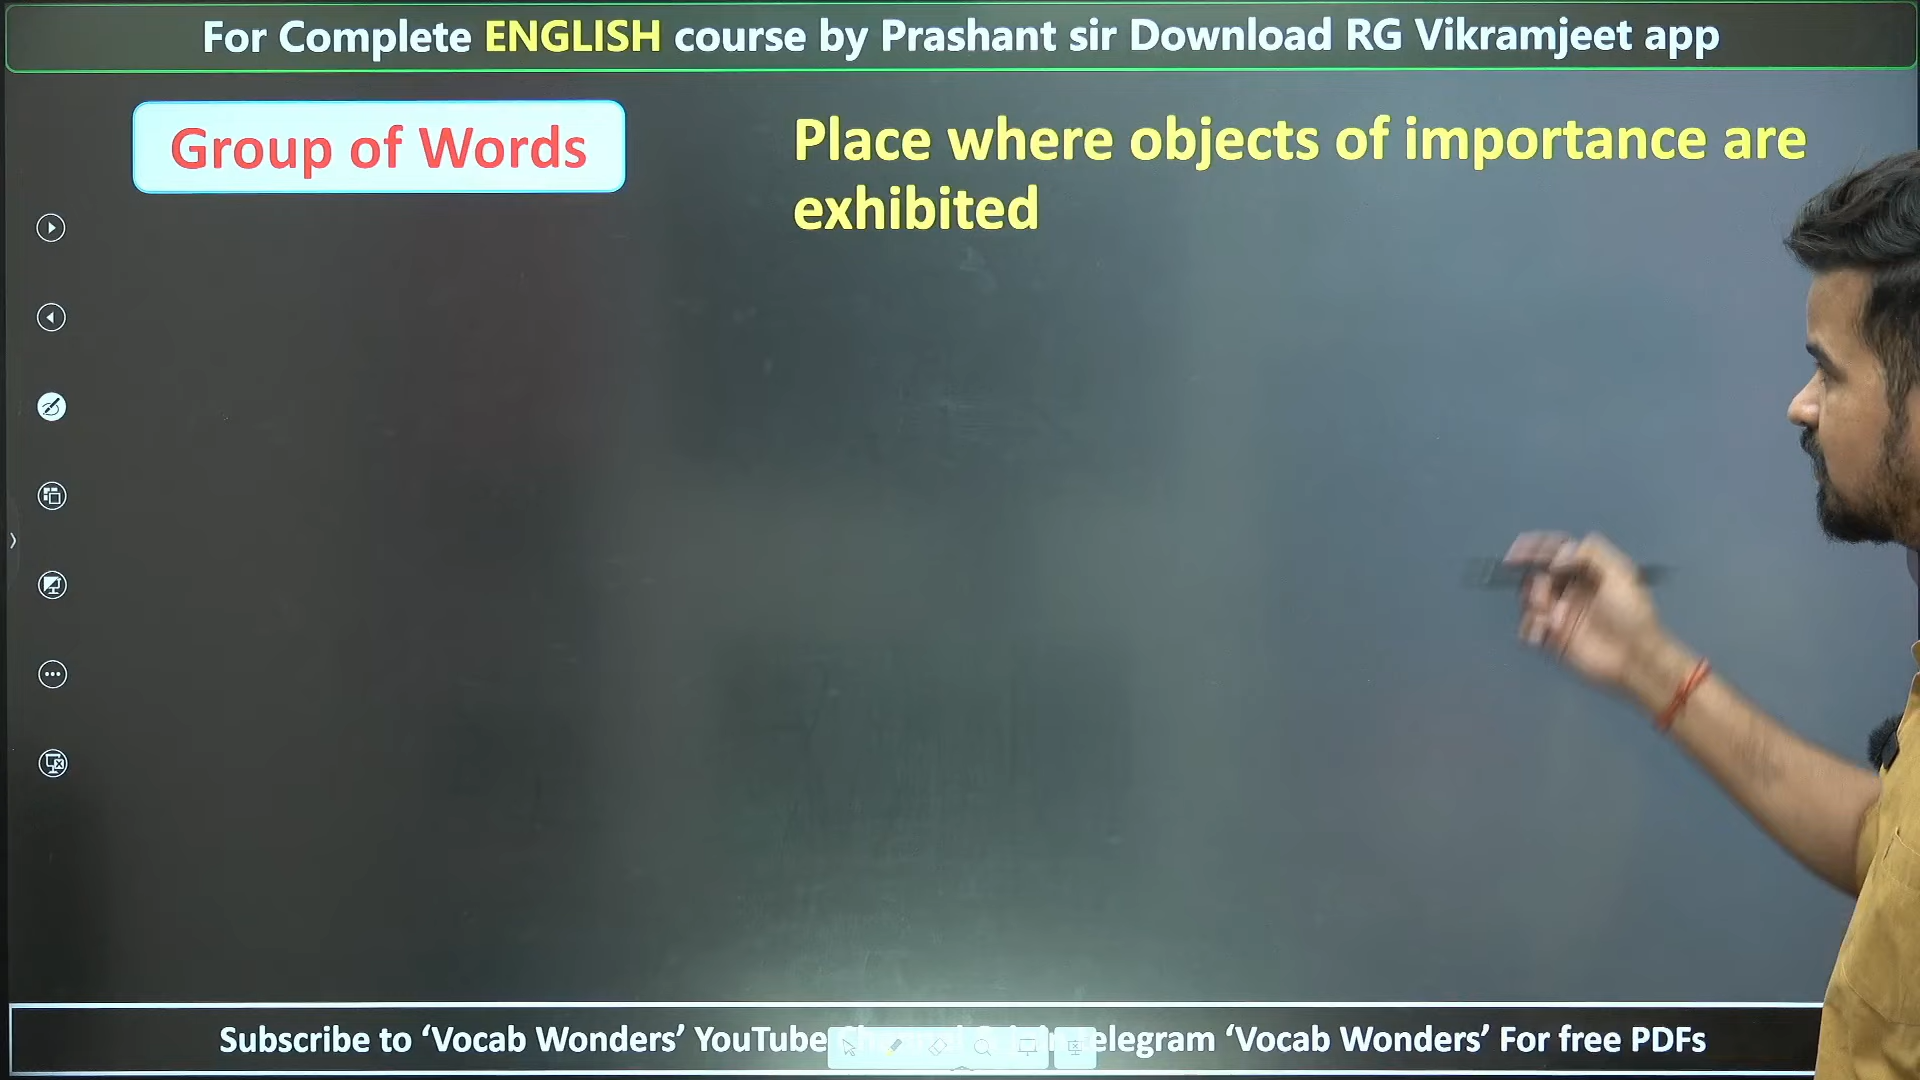 For Complete ENGLISH course by Prashant sir Download RG Vikramjeet app
Group of Words
Place where objects of importance are
exhibited
Subscribe to ‘Vocab Wonders’ YouTube elegram ‘Vocab Wonders’ For free PDFs